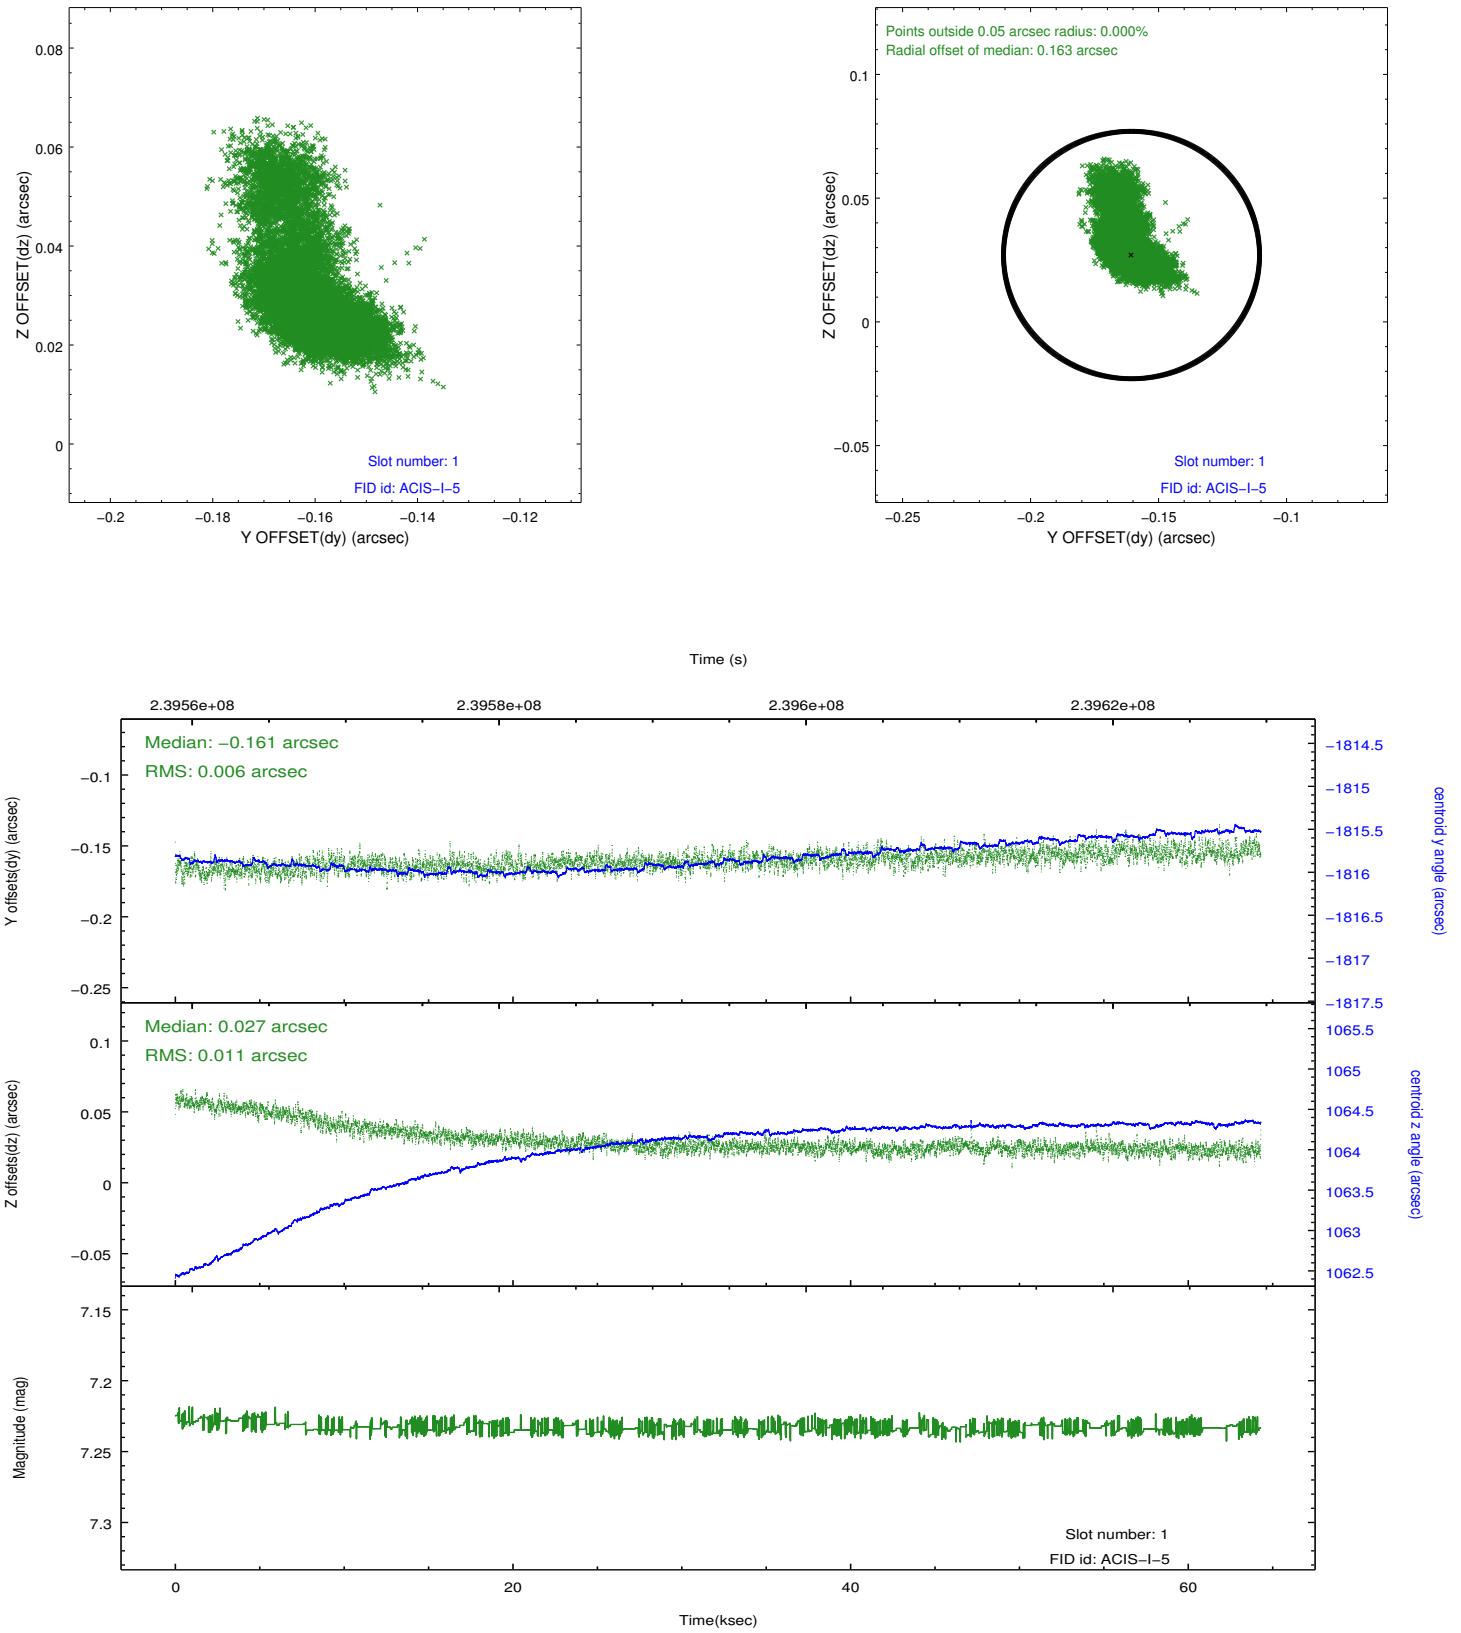 Points outside 0.05 arcsec radius: 0.000%
Radial offset of median: 0.163 arcsec
0.08
0.06
0.04
0.02
0
Z OFFSET(dz) (arcsec)
Slot number: 1
FID id: ACIS−I−5
−0.2 −0.18 −0.16 −0.14 −0.12
Y OFFSET(dy) (arcsec)
0.1
0.05
0
−0.05
Z OFFSET(dz) (arcsec)
Slot number: 1
FID id: ACIS−I−5
−0.25 −0.2 −0.15 −0.1
Y OFFSET(dy) (arcsec)
Time (s)
2.3956e+08 2.3958e+08 2.396e+08 2.3962e+08
Median: −0.161 arcsec
RMS: 0.006 arcsec
−0.1
−0.15
−0.2
−0.25
Y offsets(dy) (arcsec)
−1814.5
−1815
−1815.5
−1816
−1816.5
−1817
−1817.5
centroid y angle (arcsec)
Median: 0.027 arcsec
RMS: 0.011 arcsec
0.1
0.05
0
−0.05
Z offsets(dz) (arcsec)
1065.5
1065
1064.5
1064
1063.5
1063
1062.5
centroid z angle (arcsec)
7.15
7.2
7.25
7.3
Magnitude (mag)
Slot number: 1
FID id: ACIS−I−5
0 20 40 60
Time(ksec)